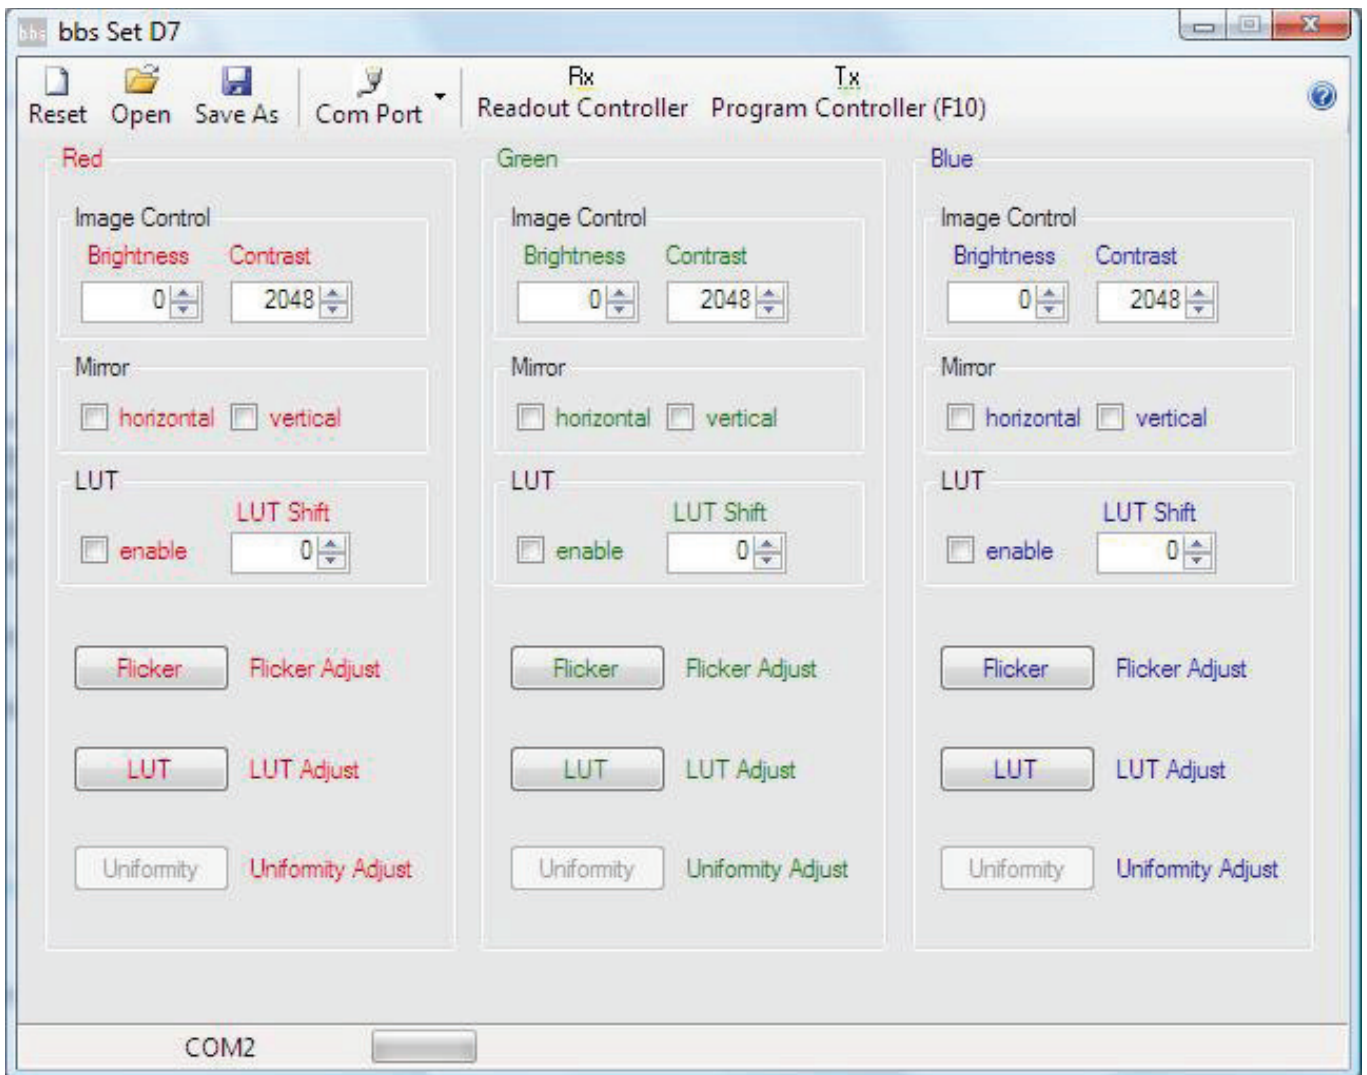 bbs bbs Set D7
Rx Tx
Reset Open Save As Com Port Readout Controller Program Controller (F10)
Red
Image Control
Brightness Contrast
0 2048
Mirror
horizontal vertical
LUT
LUT Shift
enable 0
Flicker Flicker Adjust
LUT LUT Adjust
Uniformity Uniformity Adjust
Green
Image Control
Brightness Contrast
0 2048
Mirror
horizontal vertical
LUT
LUT Shift
enable 0
Flicker Flicker Adjust
LUT LUT Adjust
Uniformity Uniformity Adjust
Blue
Image Control
Brightness Contrast
0 2048
Mirror
horizontal vertical
LUT
LUT Shift
enable 0
Flicker Flicker Adjust
LUT LUT Adjust
Uniformity Uniformity Adjust
COM2